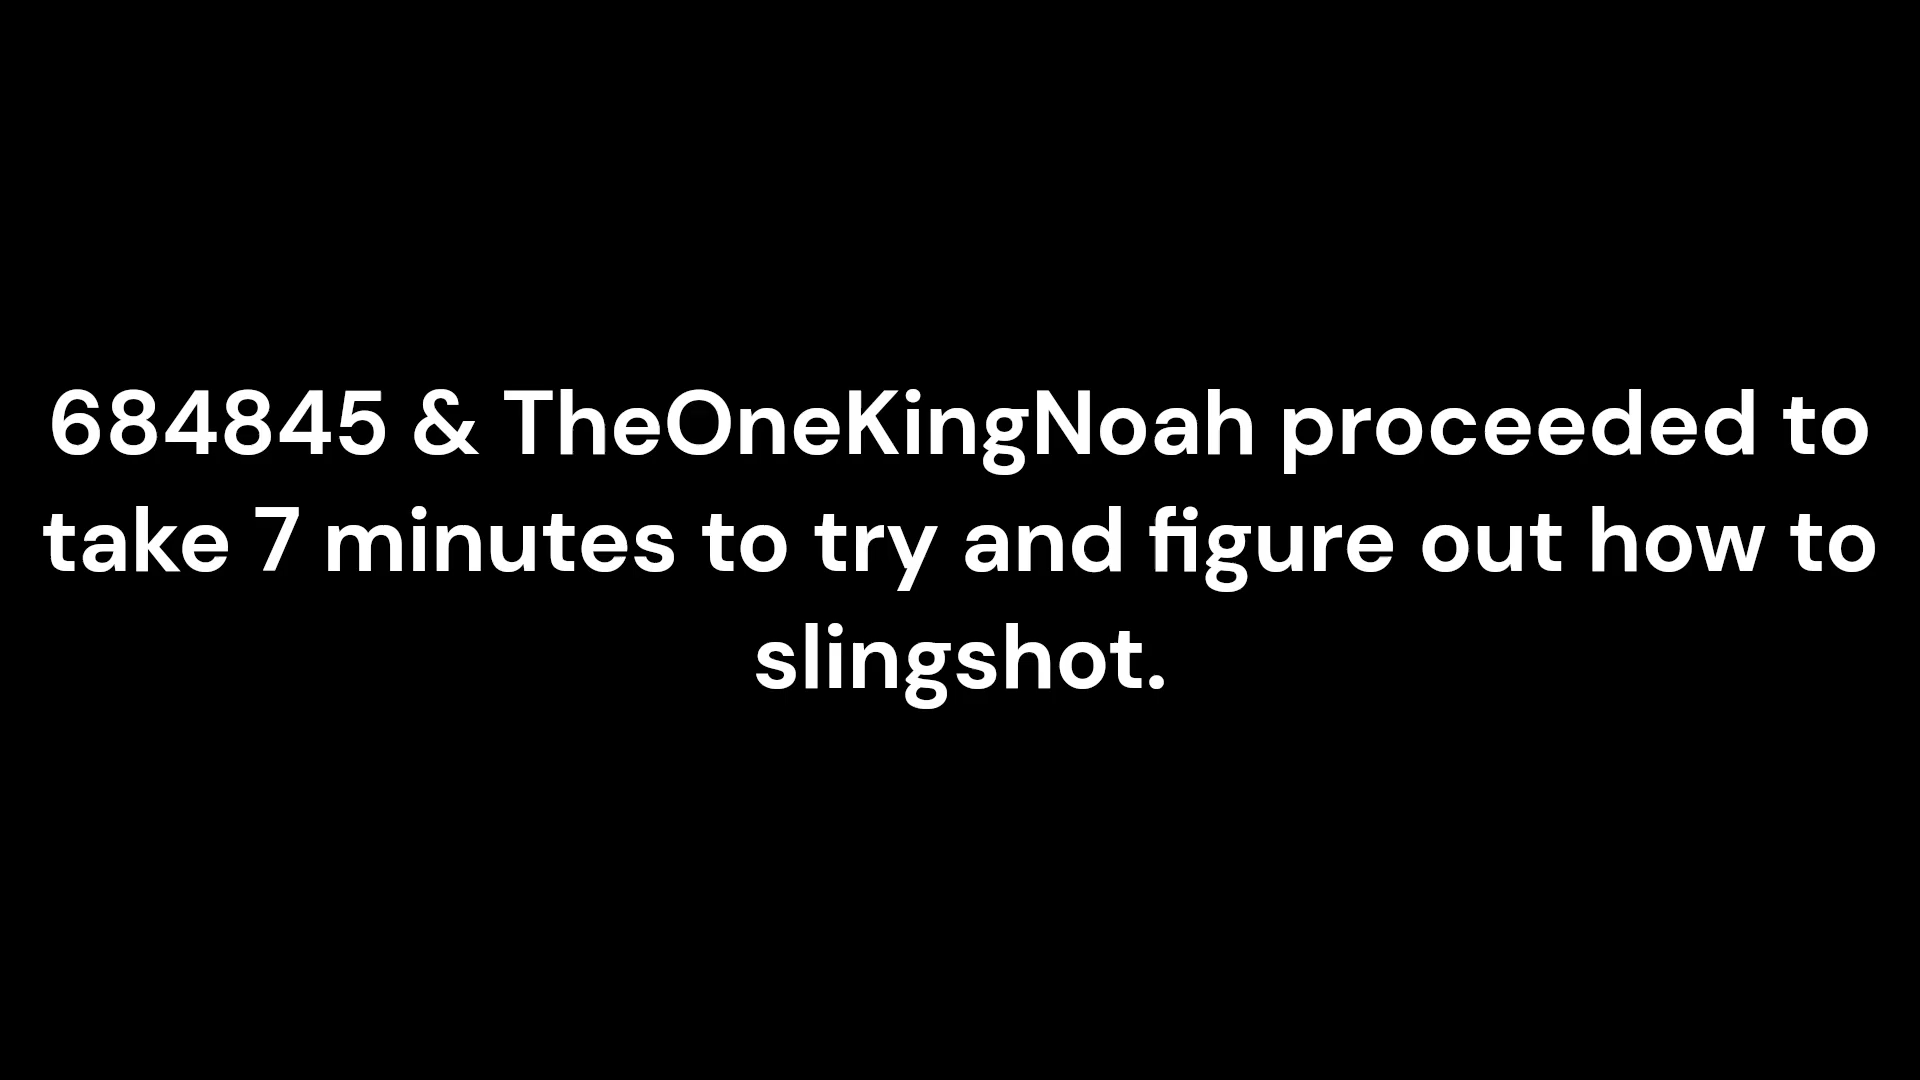 684845 & TheOneKingNoah proceeded to
take 7 minutes to try and figure out how to
slingshot.